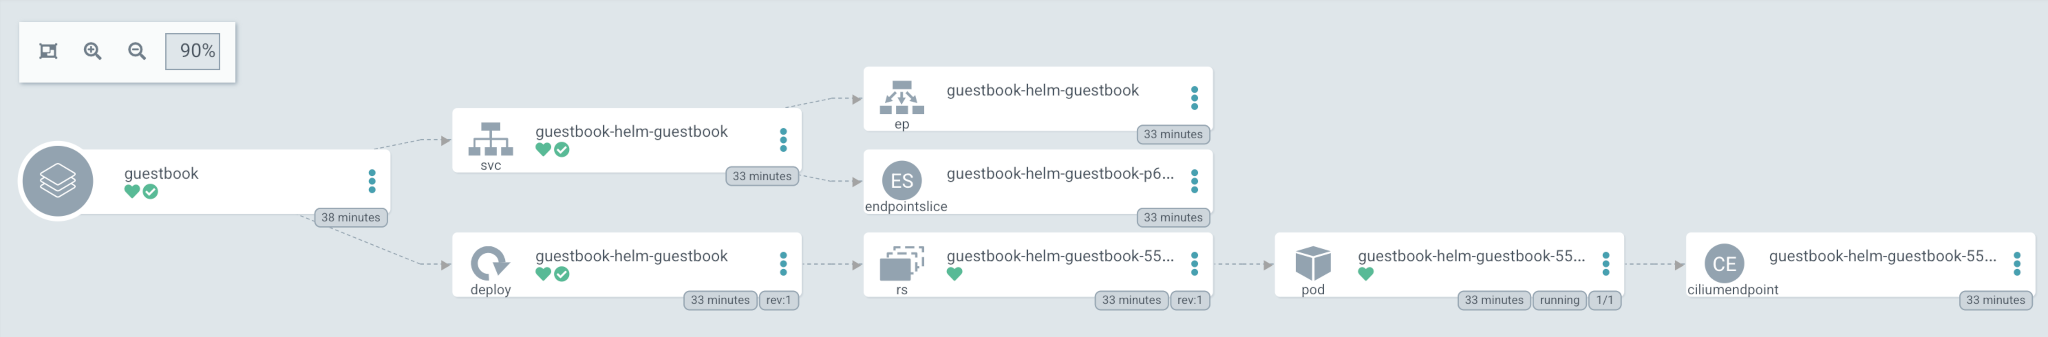 90%
guestbook
38 minutes
guestbook-helm-guestbook
svc
33 minutes
guestbook-helm-guestbook
deploy
33 minutes rev:1
guestbook-helm-guestbook
ep
33 minutes
ES
guestbook-helm-guestbook-p6...
endpointslice
33 minutes
guestbook-helm-guestbook-55...
rs
33 minutes rev:1
guestbook-helm-guestbook-55...
pod
33 minutes running 1/1
CE
guestbook-helm-guestbook-55...
ciliumendpoint
33 minutes